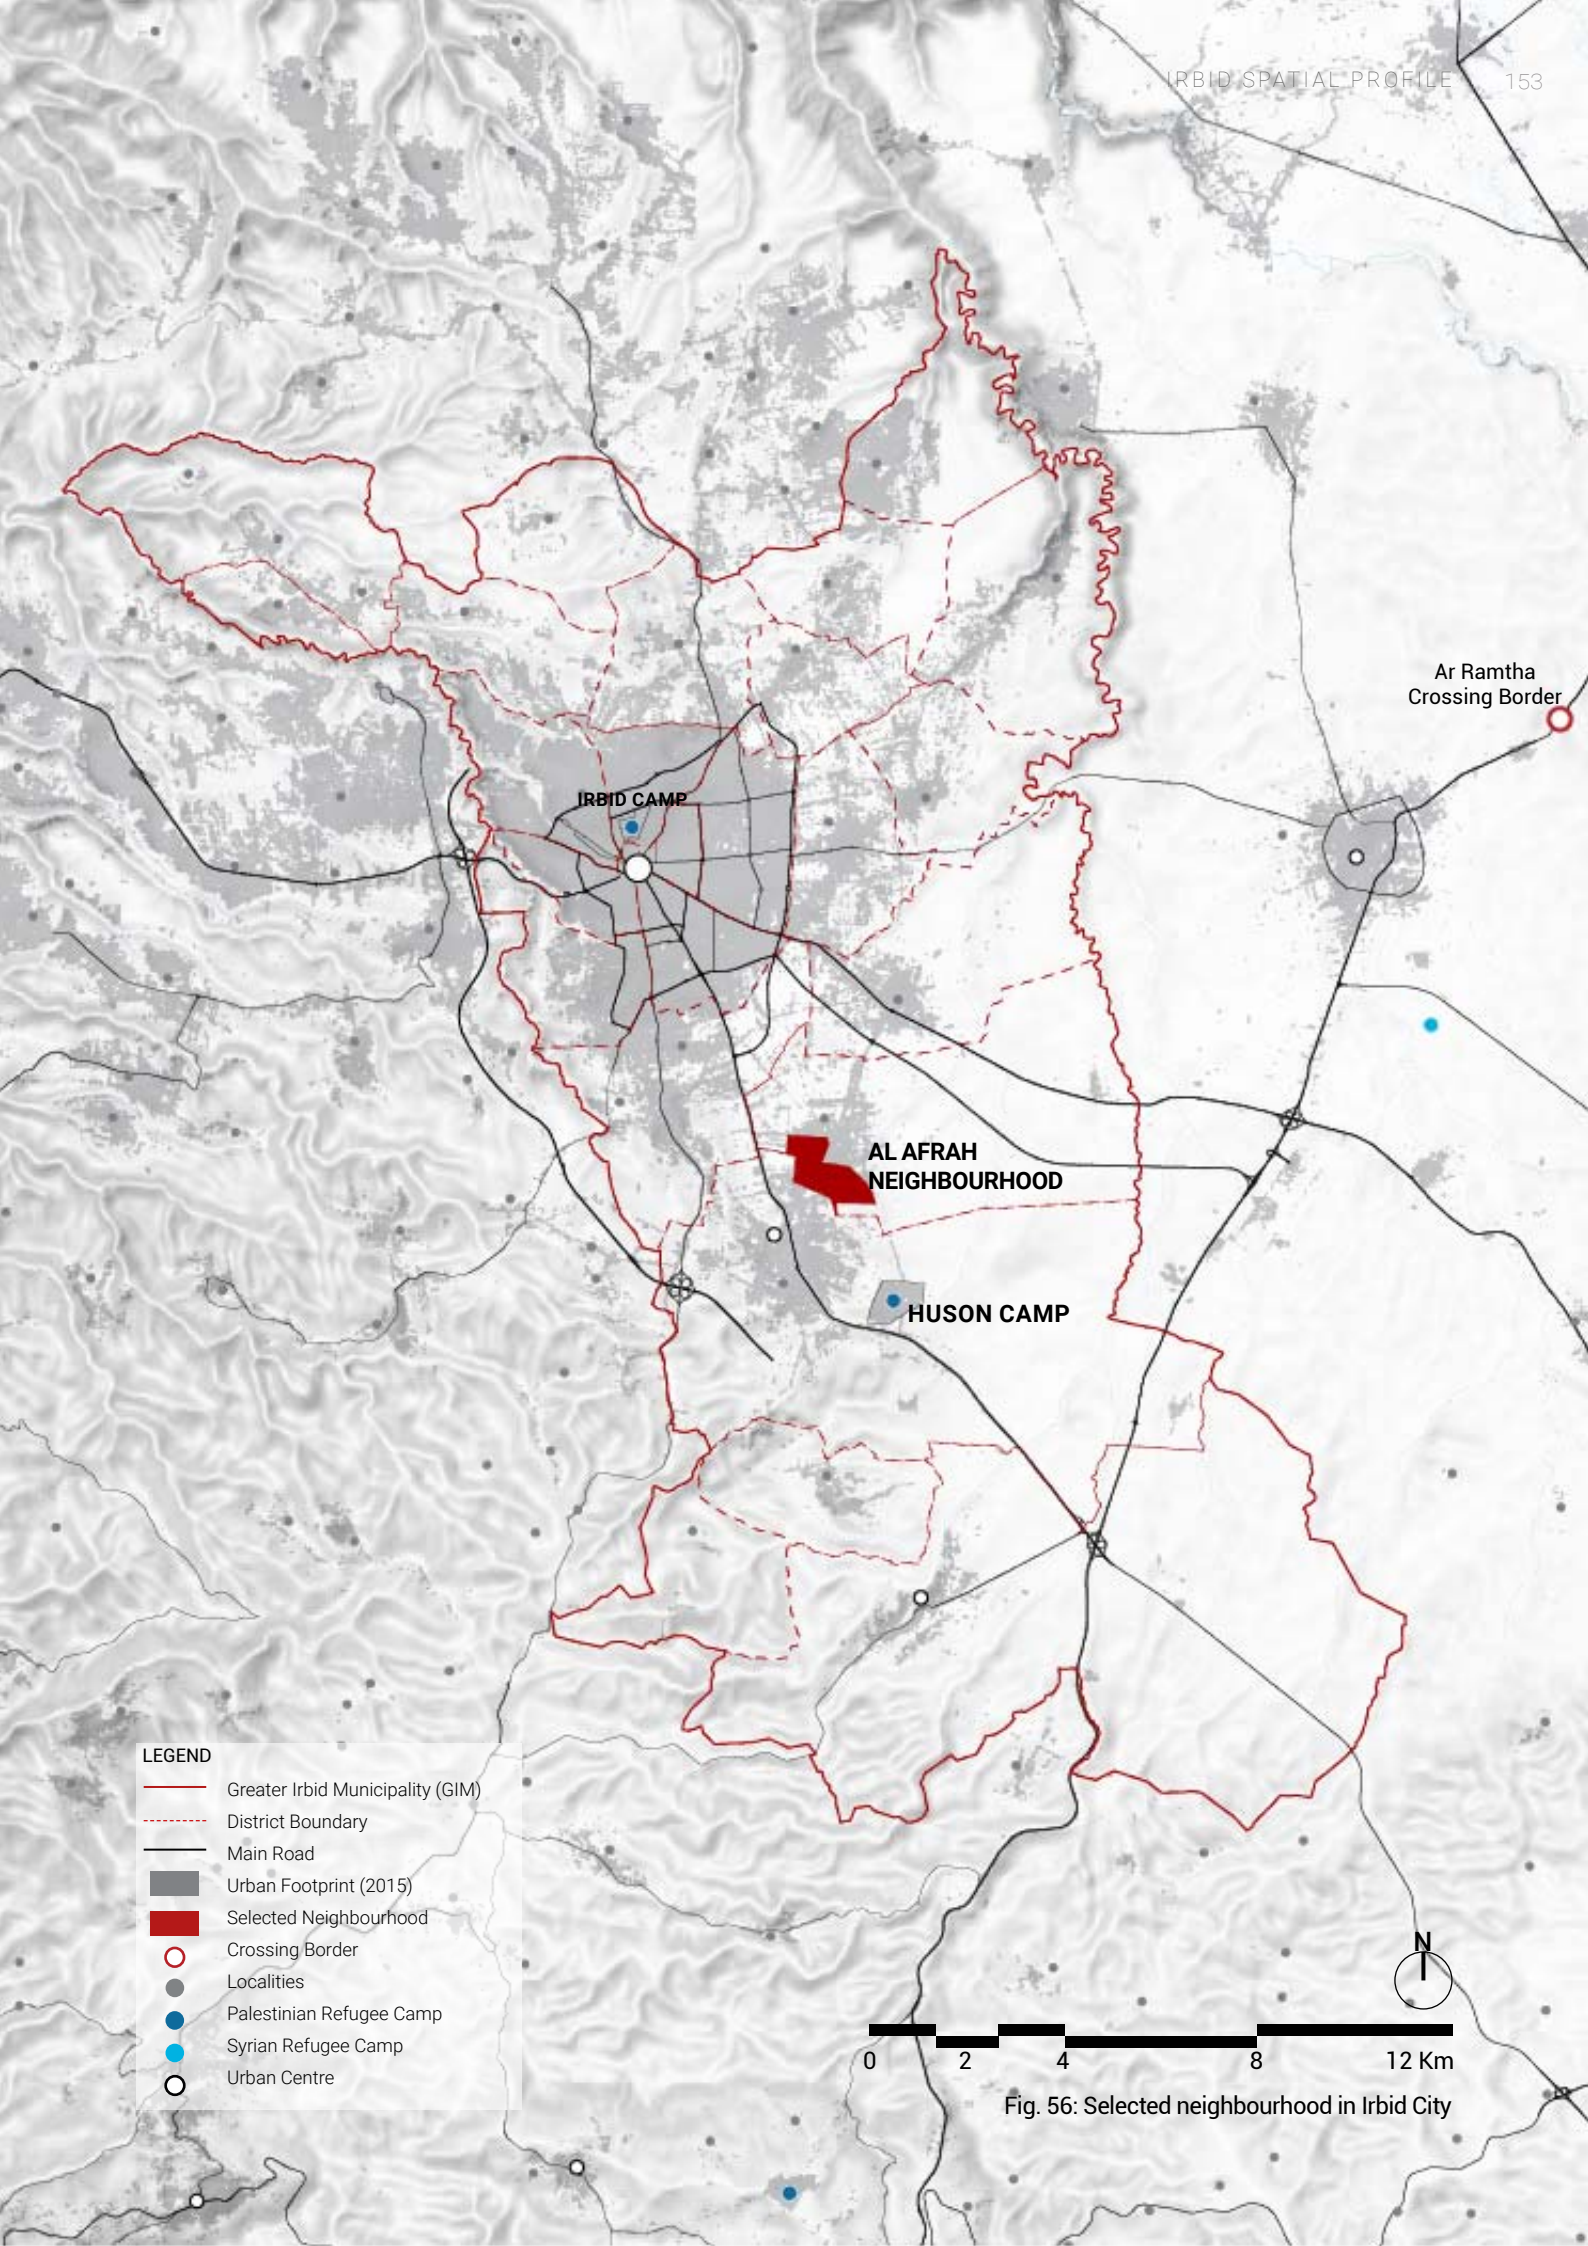 IRBID SPATIAL PROFILE 153
Ar Ramtha
Crossing Border
IRBID CAMP
AL AFRAH
NEIGHBOURHOOD
HUSON CAMP
LEGEND
Greater Irbid Municipality (GIM)
District Boundary
Main Road
Urban Footprint (2015)
Selected Neighbourhood
Crossing Border
Localities
Palestinian Refugee Camp
Syrian Refugee Camp
Urban Centre
N
0 2 4 8 12 Km
Fig. 56: Selected neighbourhood in Irbid City